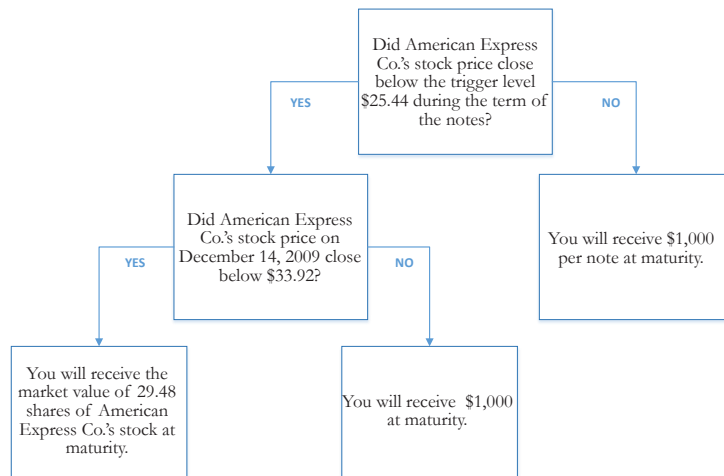 Did American Express
Co.'s stock price close
below the trigger level
$25.44 during the term of
the notes?
YES
NO
Did American Express
Co.'s stock price on
December 14, 2009 close
below $33.92?
You will receive $1,000
per note at maturity.
YES
NO
You will receive the
market value of 29.48
shares of American
Express Co.'s stock at
maturity.
You will receive $1,000
at maturity.